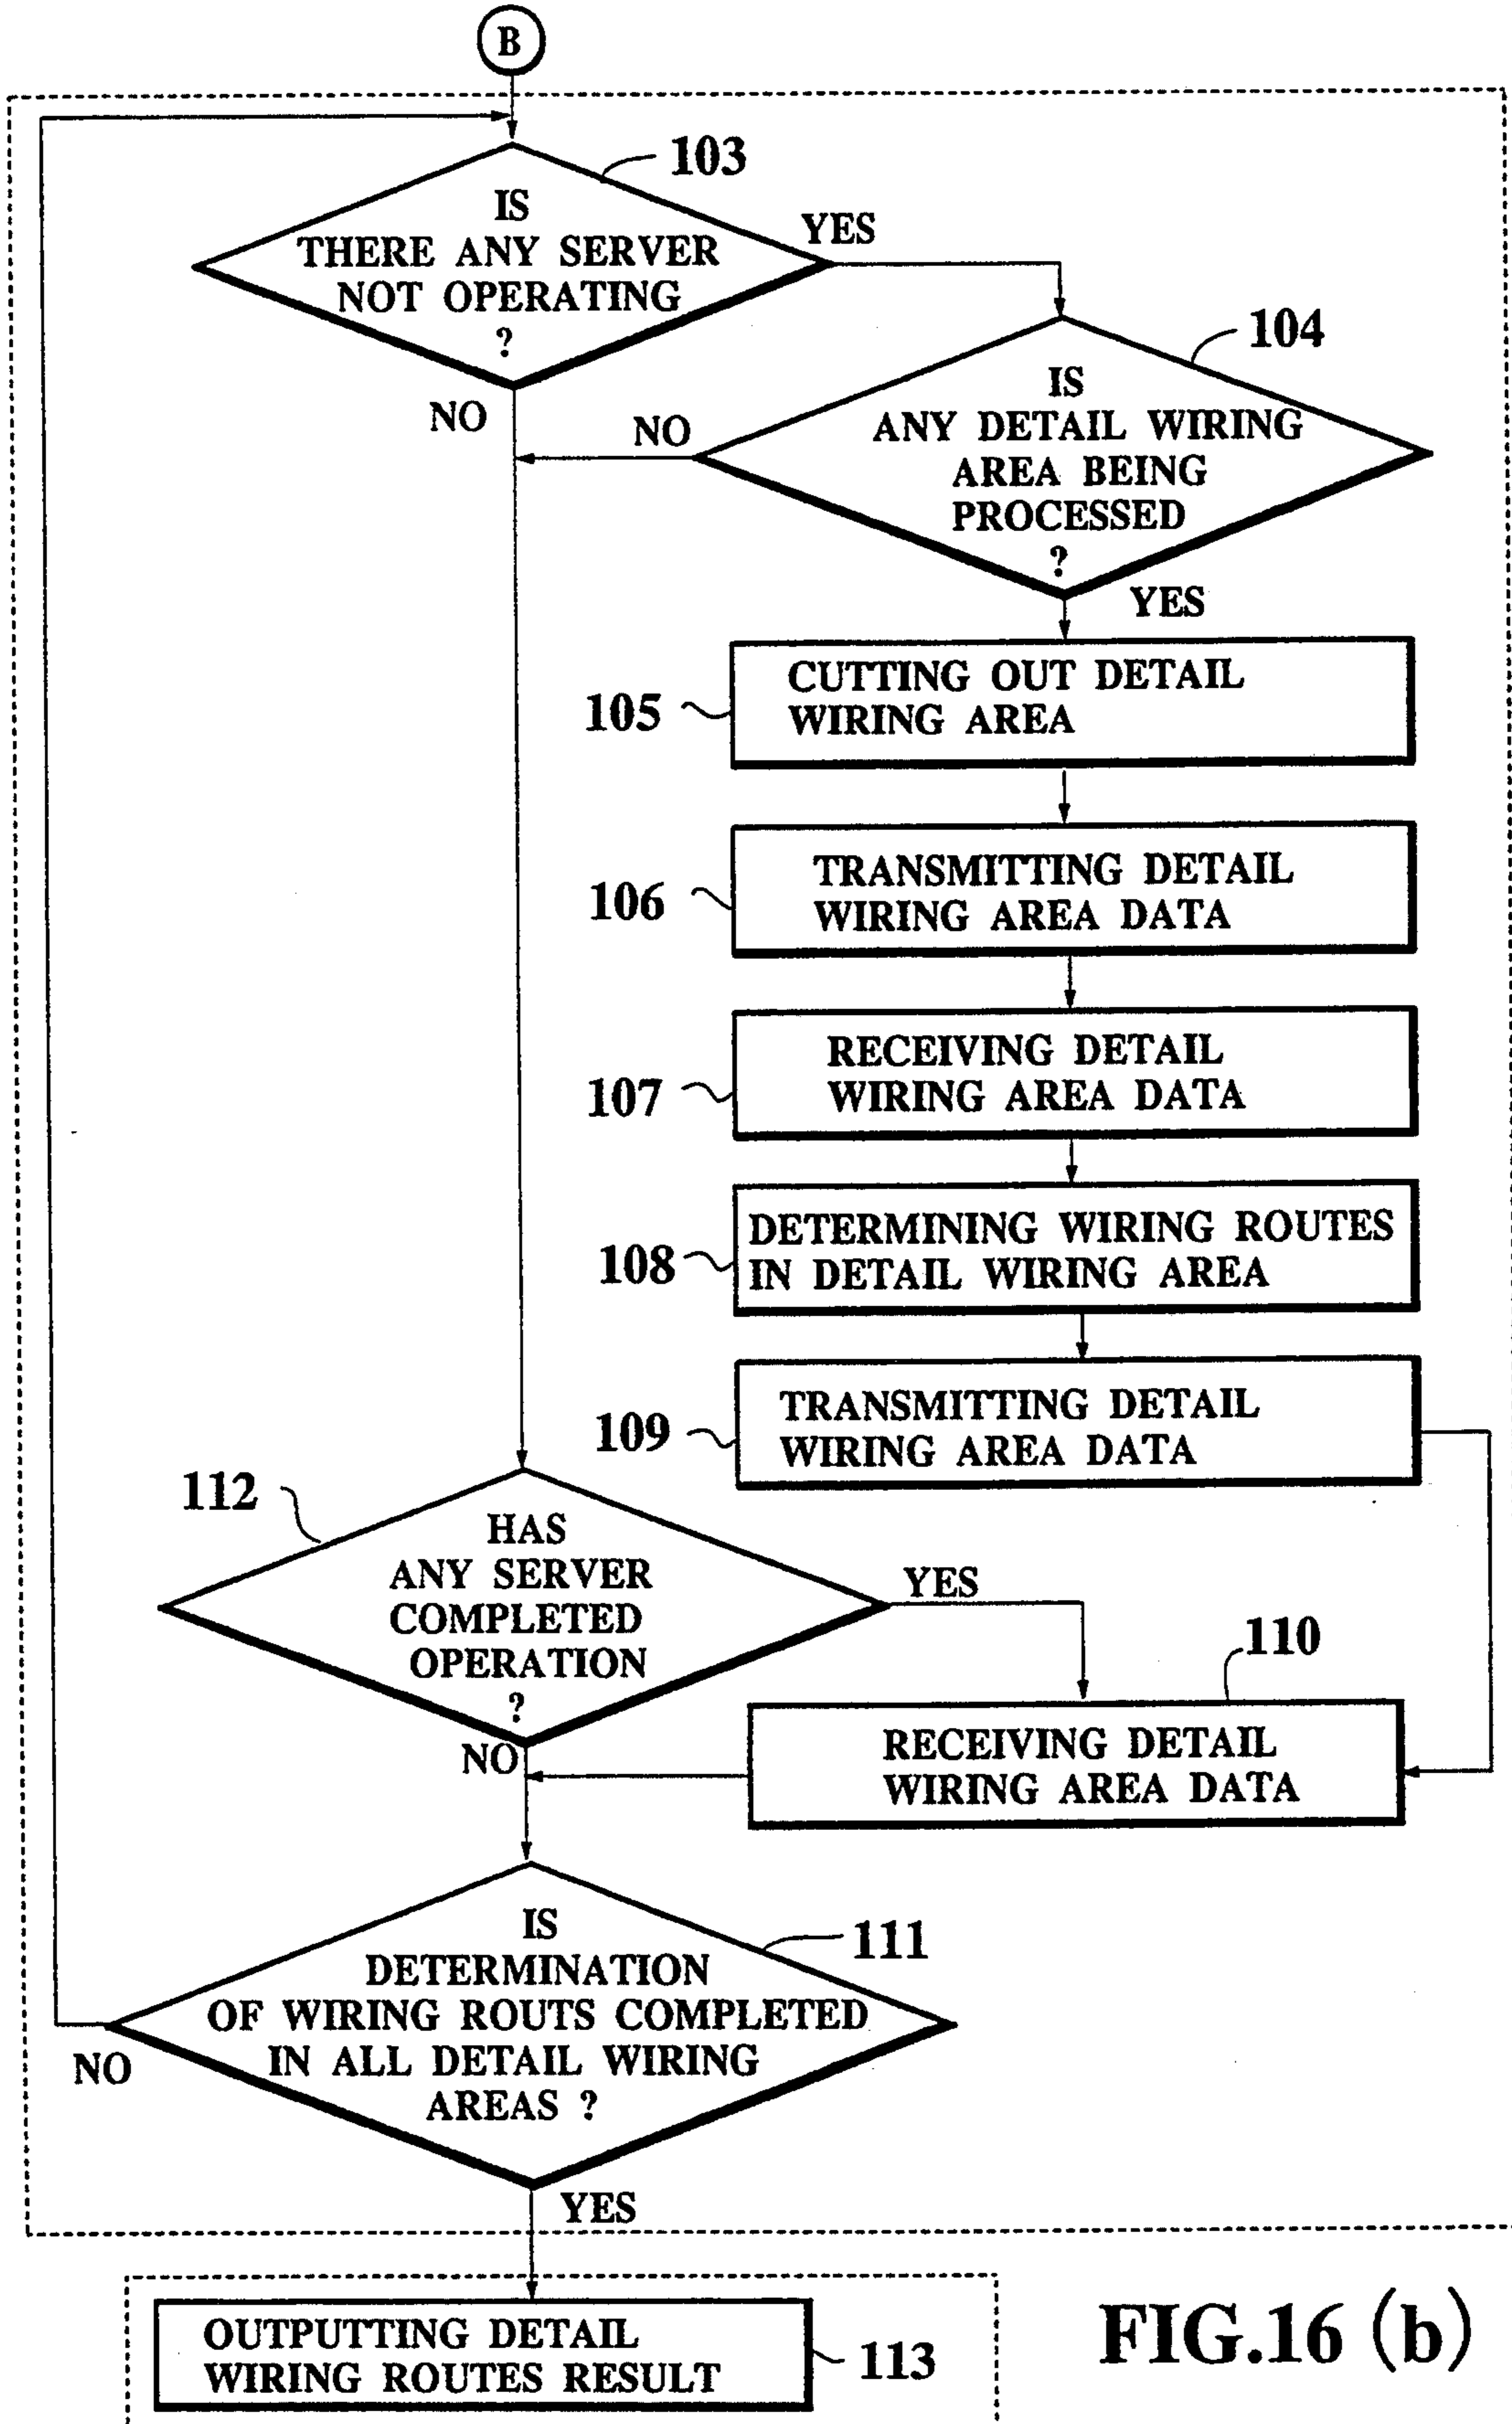 B
103
IS
THERE ANY SERVER
NOT OPERATING
?
YES
NO
104
IS
ANY DETAIL WIRING
AREA BEING
PROCESSED
?
NO
YES
105
CUTTING OUT DETAIL
WIRING AREA
106
TRANSMITTING DETAIL
WIRING AREA DATA
107
RECEIVING DETAIL
WIRING AREA DATA
108
DETERMINING WIRING ROUTES
IN DETAIL WIRING AREA
109
TRANSMITTING DETAIL
WIRING AREA DATA
112
HAS
ANY SERVER
COMPLETED
OPERATION
?
YES
NO
110
RECEIVING DETAIL
WIRING AREA DATA
111
IS
DETERMINATION
OF WIRING ROUTS COMPLETED
IN ALL DETAIL WIRING
AREAS ?
NO
YES
OUTPUTTING DETAIL
WIRING ROUTES RESULT
113
FIG.16 (b)